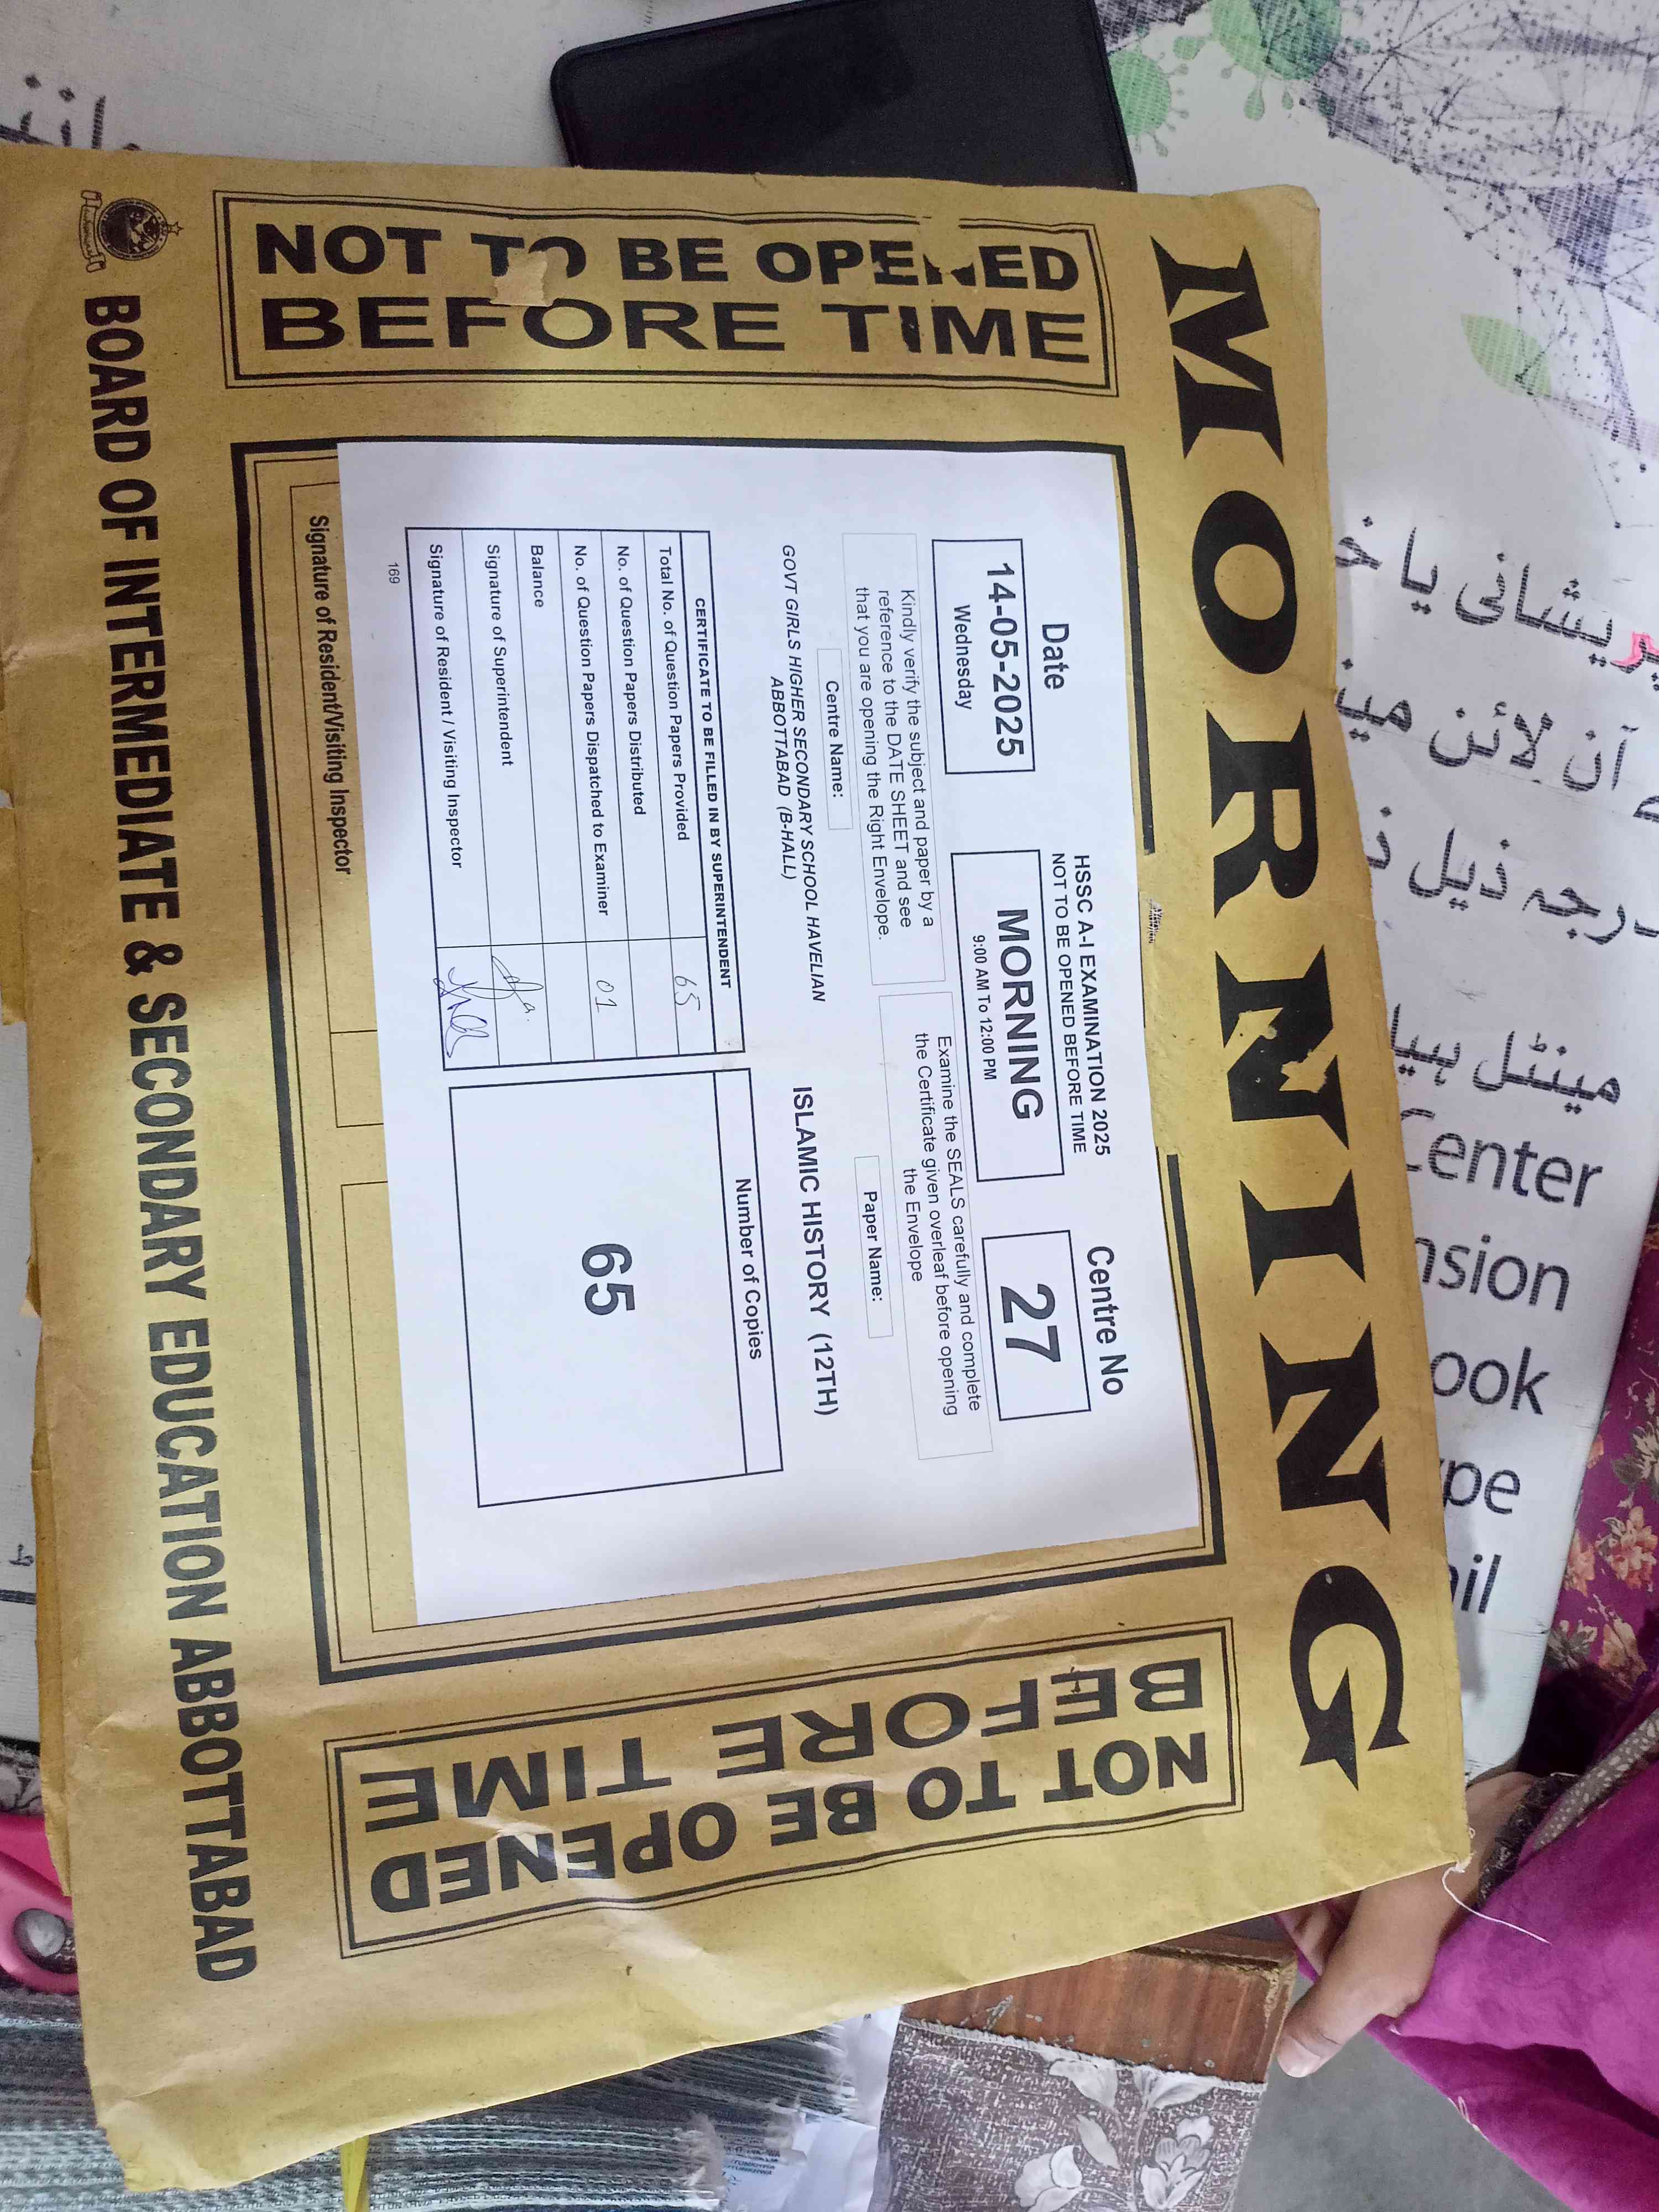 MORNING
NOT TO BE OPENED
BEFORE TIME
Date
14-05-2025
Wednesday
HSSC A-I EXAMINATION 2025
NOT TO BE OPENED BEFORE TIME
MORNING
9:00 AM To 12:00 PM
Centre No
27
Kindly verify the subject and paper by a
reference to the DATE SHEET and see
that you are opening the Right Envelope.
Examine the SEALS carefully and complete
the Certificate given overleaf before opening
the Envelope
Centre Name:
GOVT GIRLS HIGHER SECONDARY SCHOOL HAVELIAN
ABBOTTABAD (B-HALL)
Paper Name:
ISLAMIC HISTORY (12TH)
CERTIFICATE TO BE FILLED IN BY SUPERINTENDENT
Total No. of Question Papers Provided 65
No. of Question Papers Distributed
No. of Question Papers Dispatched to Examiner 01
Balance
Signature of Superintendent
Signature of Resident / Visiting Inspector
Number of Copies
65
169
Signature of Resident/Visiting Inspector
NOT TO BE OPENED
BEFORE TIME
BOARD OF INTERMEDIATE & SECONDARY EDUCATION ABBOTTABAD
یا
آن لائن
ذیل
مینٹل